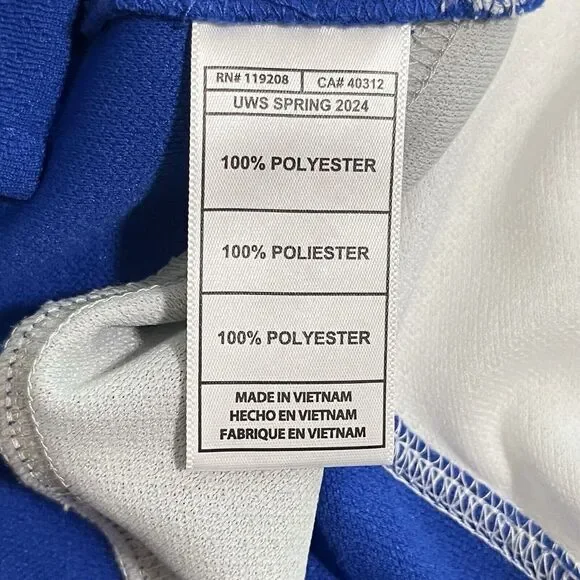 RN# 119208 CA# 40312
UWS SPRING 2024
100% POLYESTER
100% POLIESTER
100% POLYESTER
MADE IN VIETNAM
HECHO EN VIETNAM
FABRIQUE EN VIETNAM